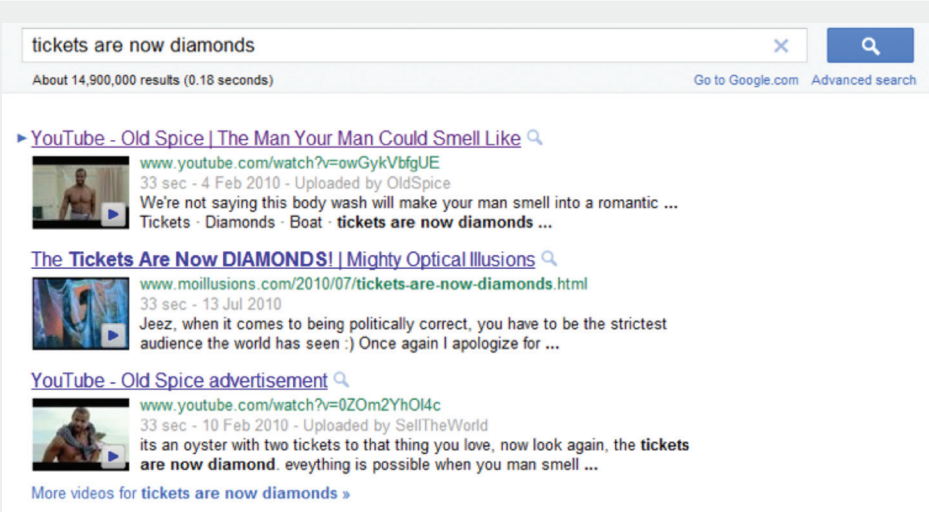 tickets are now diamonds
About 14,900,000 results (0.18 seconds)
Go to Google.com Advanced search
YouTube - Old Spice | The Man Your Man Could Smell Like
www.youtube.com/watch?v=owGykVbfgUE
33 sec - 4 Feb 2010 - Uploaded by OldSpice
We're not saying this body wash will make your man smell into a romantic ...
Tickets · Diamonds · Boat · tickets are now diamonds ...
The Tickets Are Now DIAMONDS! | Mighty Optical Illusions
www.moillusions.com/2010/07/tickets-are-now-diamonds.html
33 sec - 13 Jul 2010
Jeez, when it comes to being politically correct, you have to be the strictest
audience the world has seen :) Once again I apologize for ...
YouTube - Old Spice advertisement
www.youtube.com/watch?v=0ZOm2YhOl4c
33 sec - 10 Feb 2010 - Uploaded by SellTheWorld
its an oyster with two tickets to that thing you love, now look again, the tickets
are now diamond. eveything is possible when you man smell ...
More videos for tickets are now diamonds »